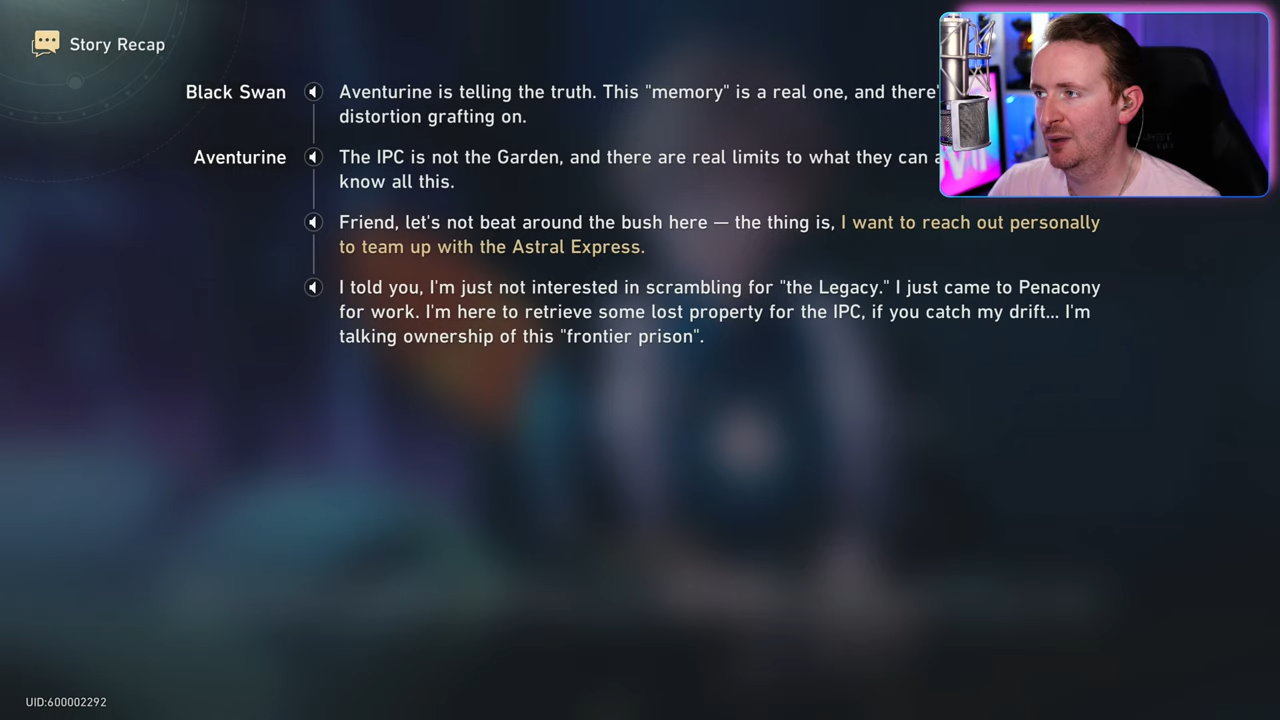 Story Recap
Black Swan
Aventurine is telling the truth. This "memory" is a real one, and there'
distortion grafting on.
Aventurine
The IPC is not the Garden, and there are real limits to what they can
know all this.
Friend, let's not beat around the bush here — the thing is, I want to reach out personally
to team up with the Astral Express.
I told you, I'm just not interested in scrambling for "the Legacy." I just came to Penacony
for work. I'm here to retrieve some lost property for the IPC, if you catch my drift... I'm
talking ownership of this "frontier prison".
UID:600002292